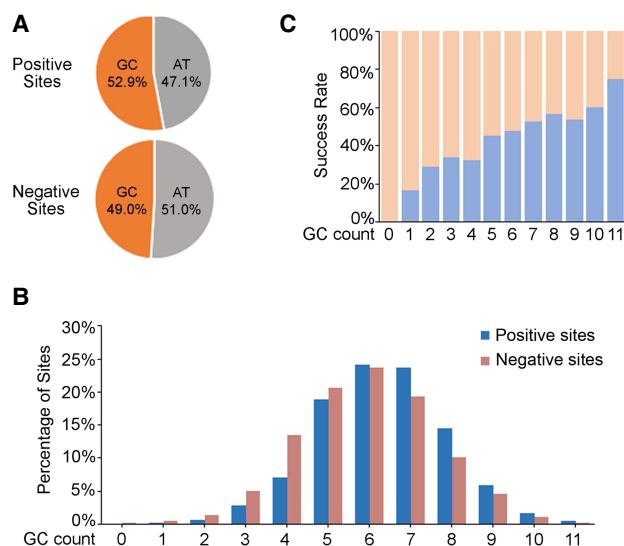 A
Positive
Sites
GC
52.9%
AT
47.1%
Negative
Sites
GC
49.0%
AT
51.0%
C
Success Rate
100%
80%
60%
40%
20%
0%
GC count 0 1 2 3 4 5 6 7 8 9 10 11
B
Percentage of Sites
30%
25%
20%
15%
10%
5%
0%
Positive sites
Negative sites
GC count 0 1 2 3 4 5 6 7 8 9 10 11